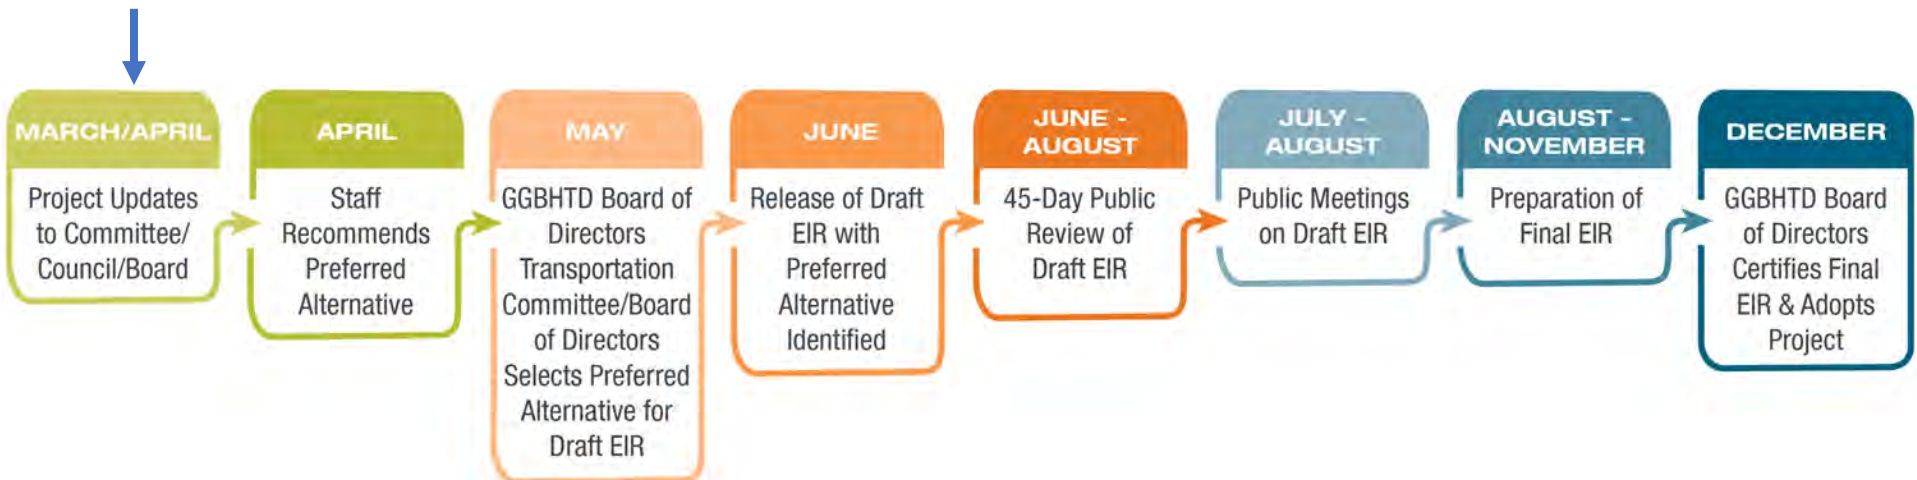 MARCH/APRIL
Project Updates
to Committee/
Council/Board
APRIL
Staff
Recommends
Preferred
Alternative
MAY
GGBHTD Board of
Directors
Transportation
Committee/Board
of Directors
Selects Preferred
Alternative for
Draft EIR
JUNE
Release of Draft
EIR with
Preferred
Alternative
Identified
JUNE -
AUGUST
45-Day Public
Review of
Draft EIR
JULY -
AUGUST
Public Meetings
on Draft EIR
AUGUST -
NOVEMBER
Preparation of
Final EIR
DECEMBER
GGBHTD Board
of Directors
Certifies Final
EIR & Adopts
Project